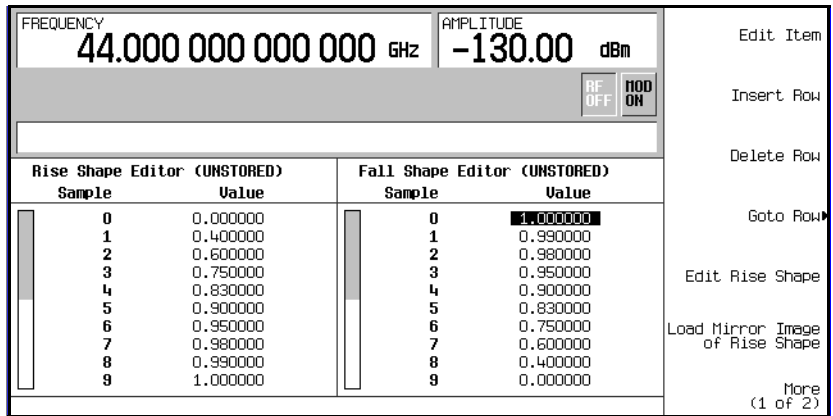 FREQUENCY
44.000 000 000 000 GHz
AMPLITUDE
-130.00 dBm
RF OFF
MOD ON
Rise Shape Editor (UNSTORED)
Sample Value
0 0.000000
1 0.400000
2 0.600000
3 0.750000
4 0.830000
5 0.900000
6 0.950000
7 0.980000
8 0.990000
9 1.000000
Fall Shape Editor (UNSTORED)
Sample Value
0 1.000000
1 0.990000
2 0.980000
3 0.950000
4 0.900000
5 0.830000
6 0.750000
7 0.600000
8 0.400000
9 0.000000
Edit Item
Insert Row
Delete Row
Goto Row
Edit Rise Shape
Load Mirror Image
of Rise Shape
More
(1 of 2)